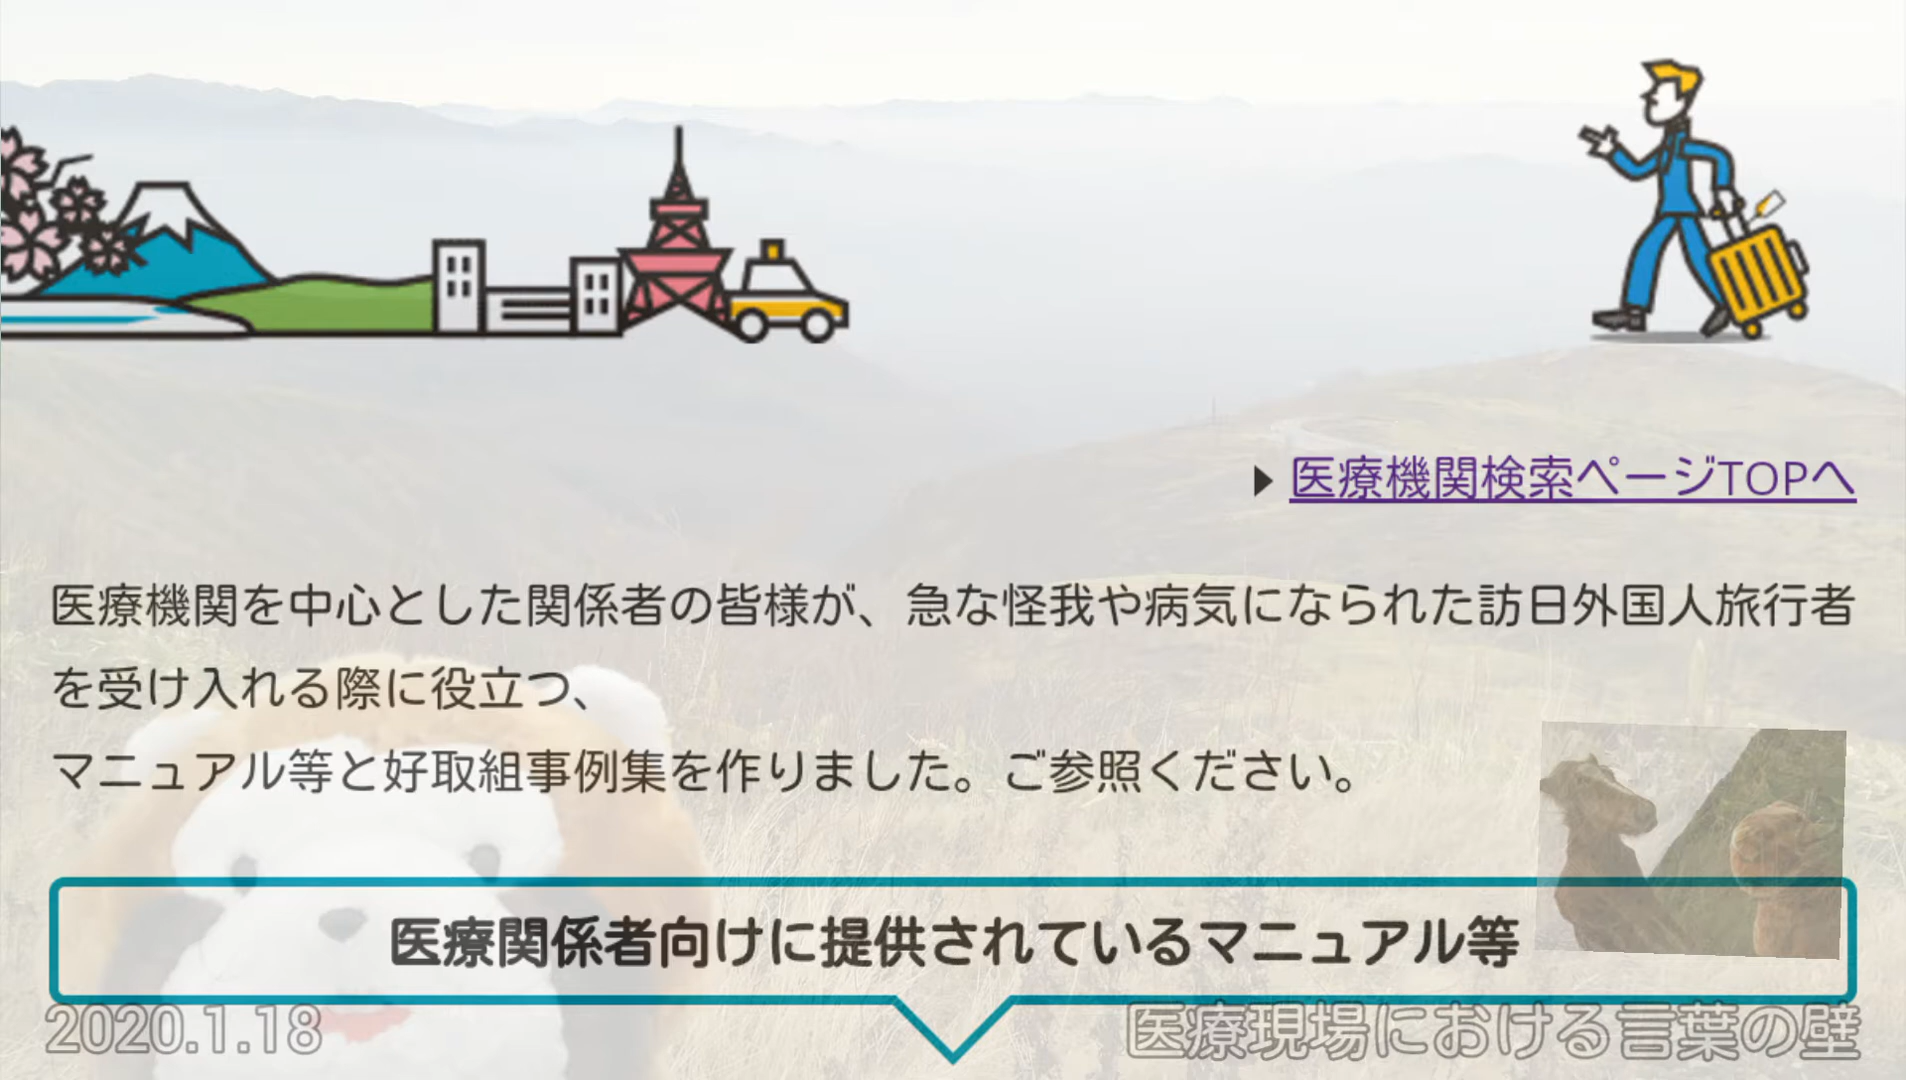 医療機関検索ページTOPへ
医療機関を中心とした関係者の皆様が、急な怪我や病気になられた訪日外国人旅行者
を受け入れる際に役立つ、
マニュアル等と好取組事例集を作りました。ご参照ください。
医療関係者向けに提供されているマニュアル等
2020.1.18
医療現場における言葉の壁